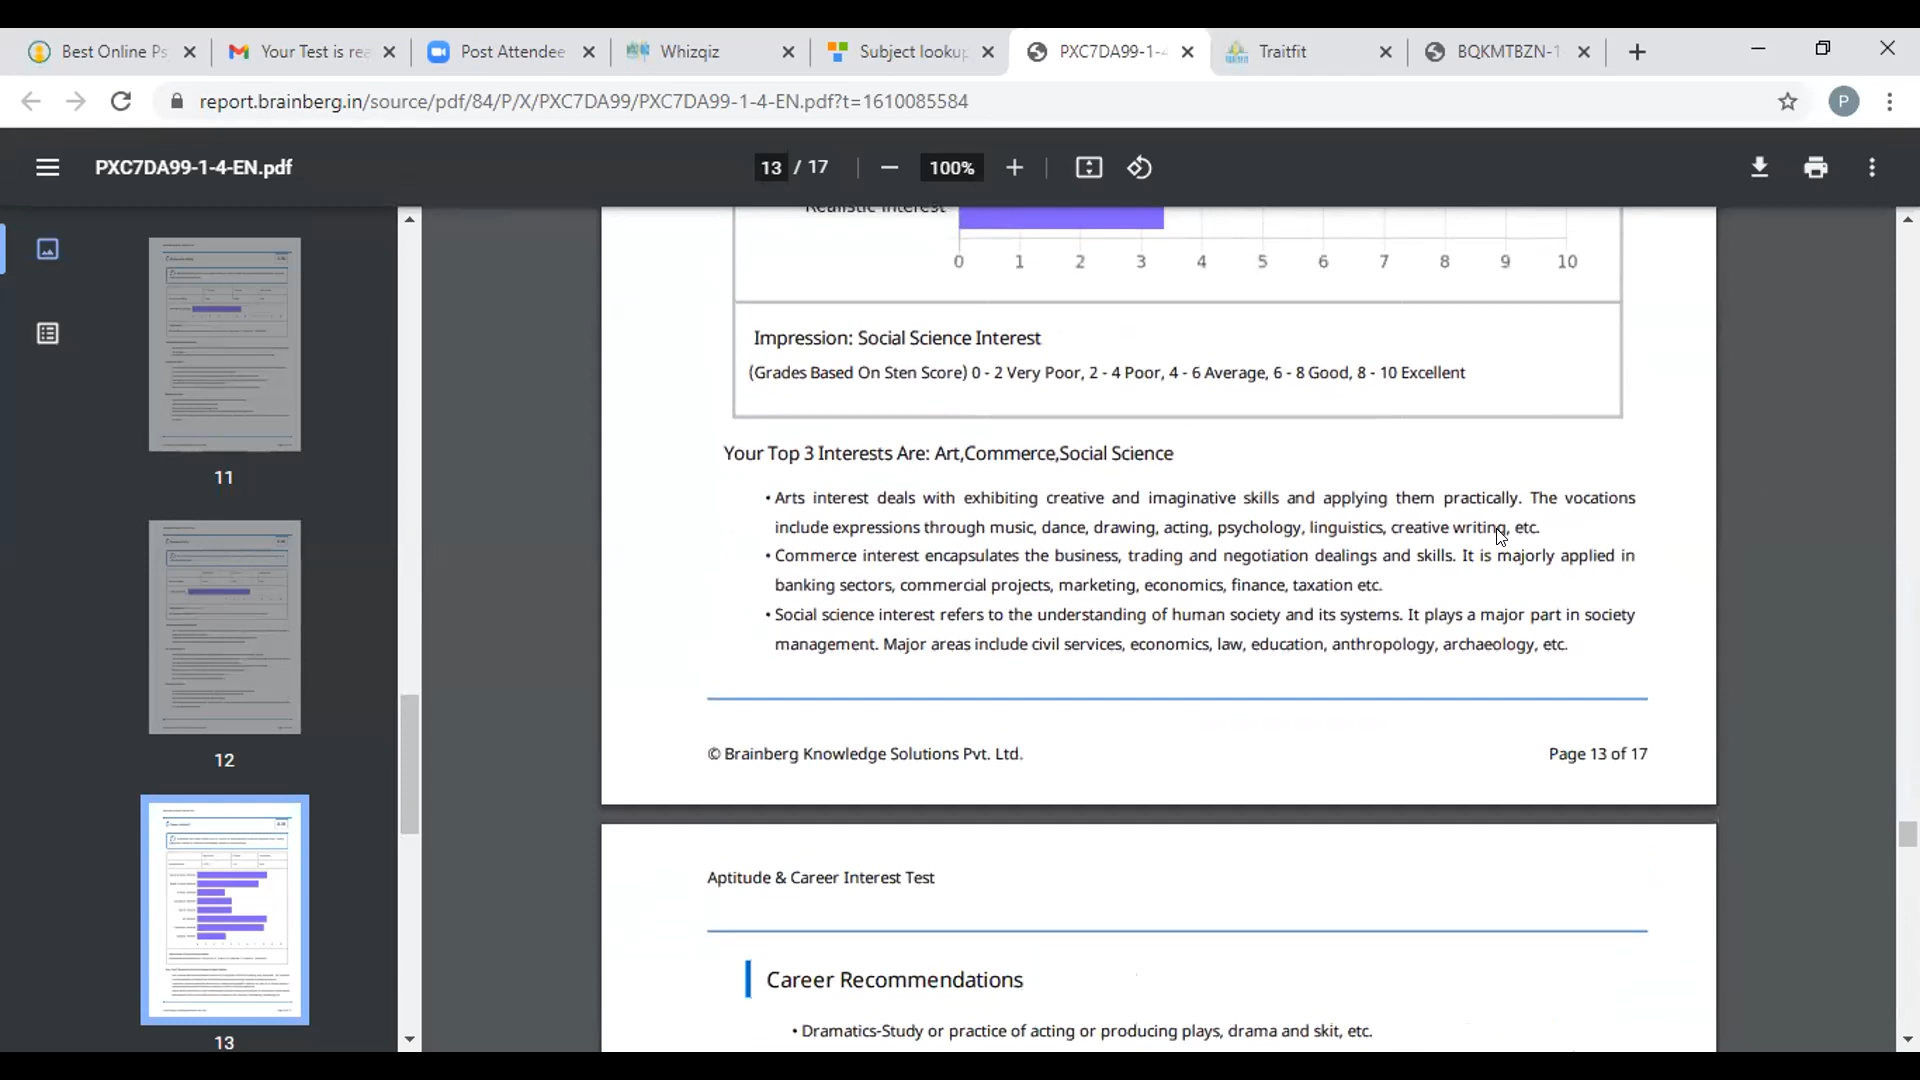 Best Online Ps
Your Test is rea
Post Attendee
Whizqiz
Subject lookup
PXC7DA99-1-4
Traitfit
BQKMTBZN-1
report.brainberg.in/source/pdf/84/P/X/PXC7DA99/PXC7DA99-1-4-EN.pdf?t=1610085584
P
PXC7DA99-1-4-EN.pdf
13 / 17
100%
Realistic Interest
0 1 2 3 4 5 6 7 8 9 10
Impression: Social Science Interest
(Grades Based On Sten Score) 0 - 2 Very Poor, 2 - 4 Poor, 4 - 6 Average, 6 - 8 Good, 8 - 10 Excellent
Your Top 3 Interests Are: Art,Commerce,Social Science
• Arts interest deals with exhibiting creative and imaginative skills and applying them practically. The vocations
include expressions through music, dance, drawing, acting, psychology, linguistics, creative writing, etc.
• Commerce interest encapsulates the business, trading and negotiation dealings and skills. It is majorly applied in
banking sectors, commercial projects, marketing, economics, finance, taxation etc.
• Social science interest refers to the understanding of human society and its systems. It plays a major part in society
management. Major areas include civil services, economics, law, education, anthropology, archaeology, etc.
© Brainberg Knowledge Solutions Pvt. Ltd.
Page 13 of 17
Aptitude & Career Interest Test
Career Recommendations
• Dramatics-Study or practice of acting or producing plays, drama and skit, etc.
11
12
13